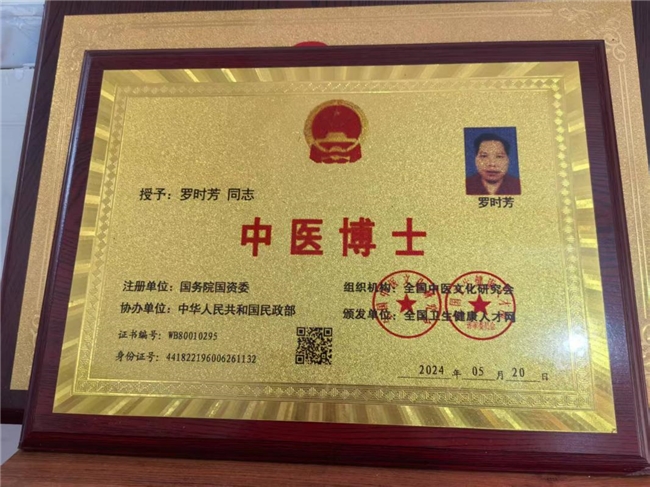 授予：罗时芳 同志
罗时芳
中医博士
注册单位：国务院国资委
组织机构：全国中医文化研究会
协办单位：中华人民共和国民政部
颁发单位：全国卫生健康人才网
证书编号：WB80010295
身份证号：441822196006261132
2024 年 05 月 20 日